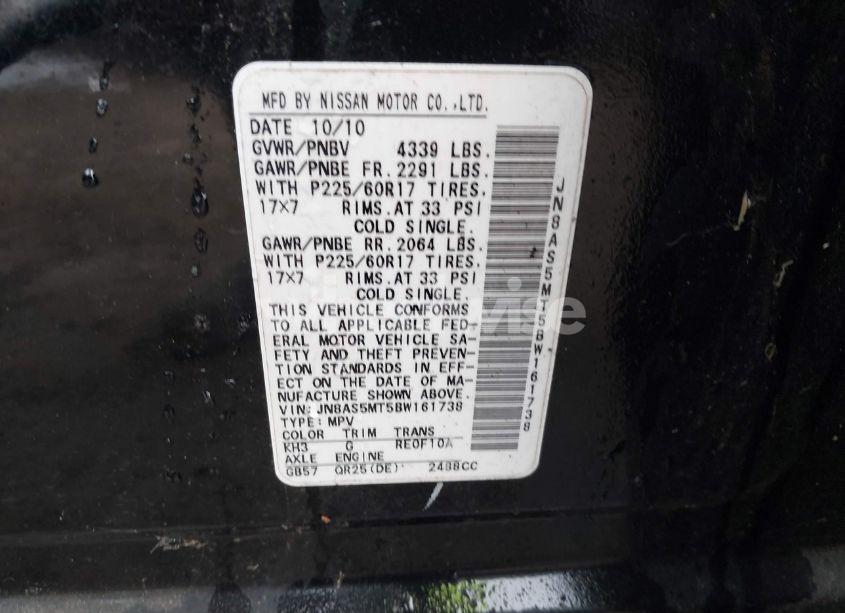 MFD BY NISSAN MOTOR CO.,LTD.
DATE 10/10
GVWR/PNBV 4339 LBS.
GAWR/PNBE FR.2291 LBS.
WITH P225/60R17 TIRES.
17×7 RIMS.AT 33 PSI
COLD SINGLE.
GAWR/PNBE RR.2064 LBS.
WITH P225/60R17 TIRES.
17×7 RIMS.AT 33 PSI
COLD SINGLE.
THIS VEHICLE CONFORMS
TO ALL APPLICABLE FED-
ERAL MOTOR VEHICLE SA-
FETY AND THEFT PREVEN-
TION STANDARDS IN EFF-
ECT ON THE DATE OF MA-
NUFACTURE SHOWN ABOVE.
VIN:JN8AS5MT5BW161738
TYPE:MPV
COLOR TRIM TRANS
KH3 G RE0F10A
AXLE ENGINE
GB57 QR25(DE) 2488CC
JN8AS5MT5BW161738